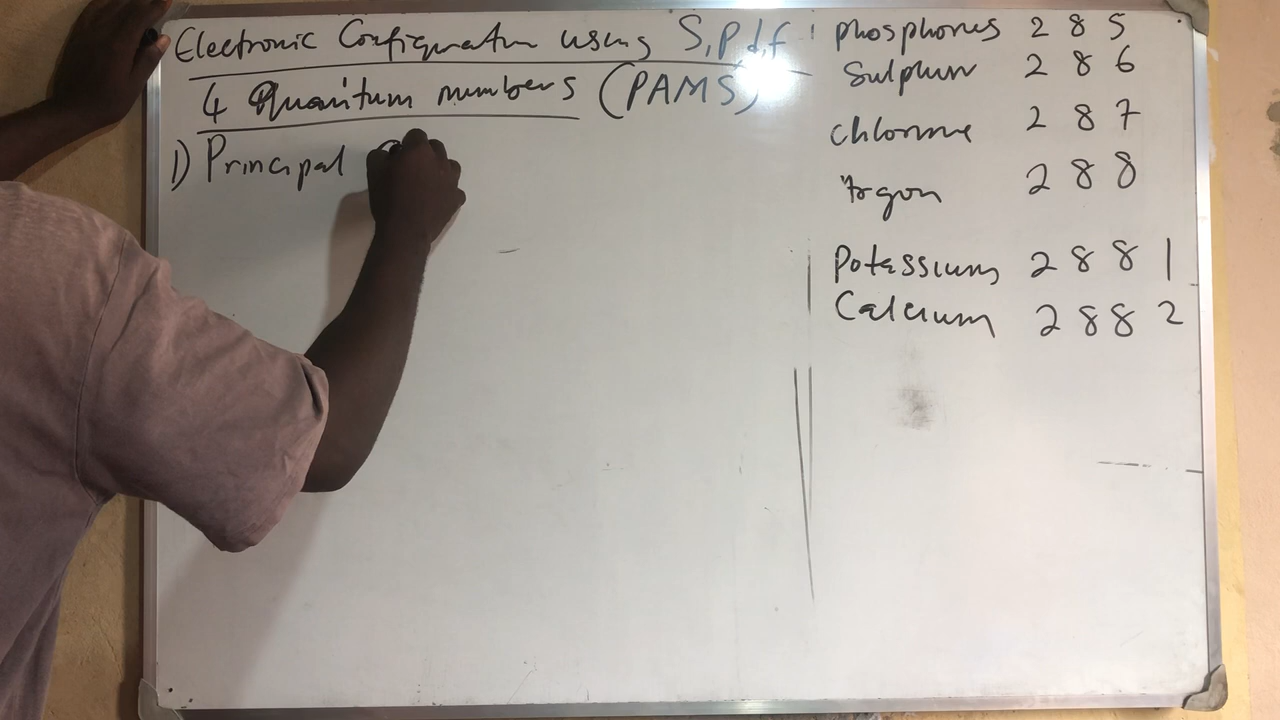 Electronic Configuration using S,P,d,f
4 Quantum numbers (PAMS)
1) Principal
phosphorus 2 8 5
Sulphur 2 8 6
chlorine 2 8 7
Argon 2 8 8
Potassium 2 8 8 1
Calcium 2 8 8 2